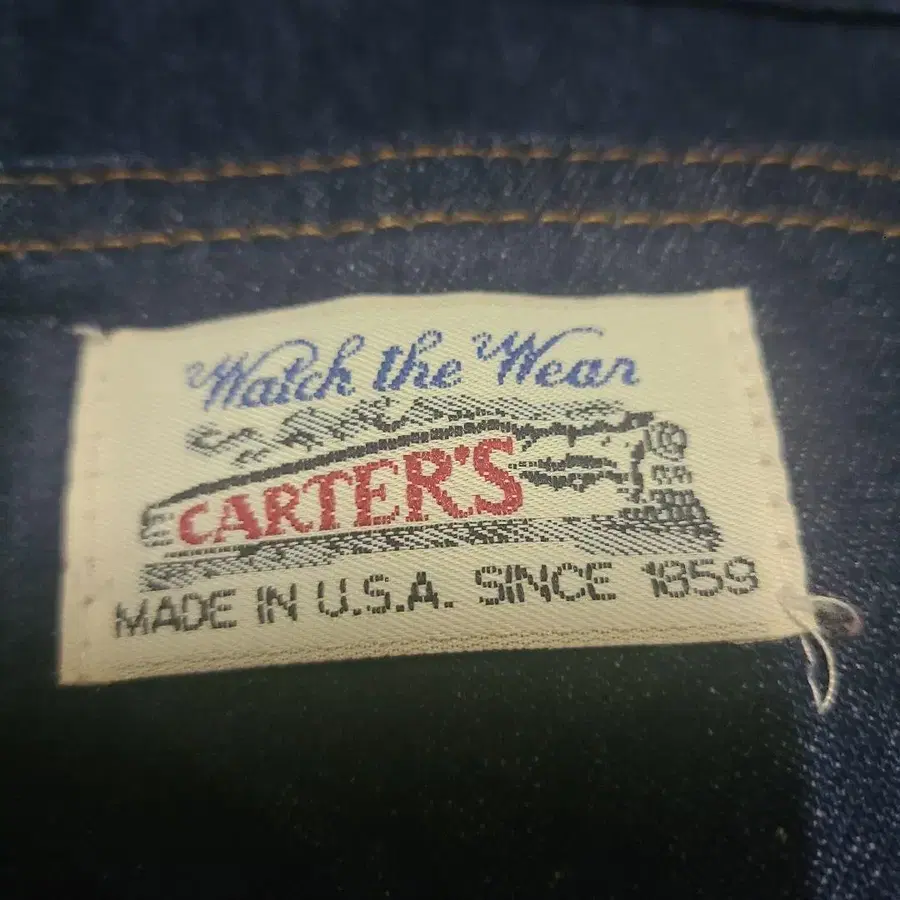 Watch the Wear
CARTER'S
MADE IN U.S.A. SINCE 1859